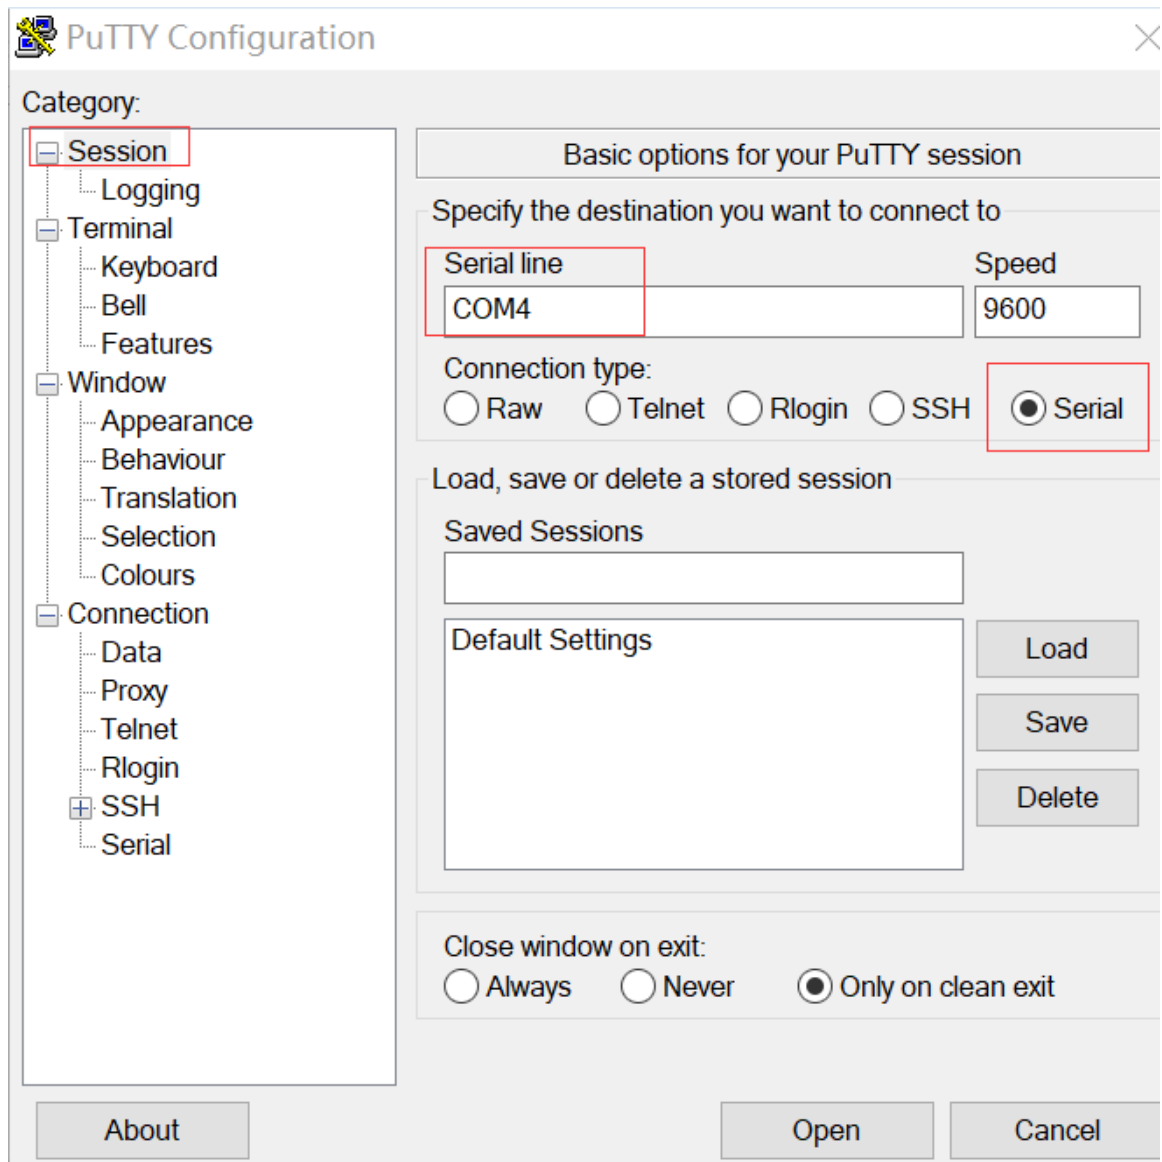 PuTTY Configuration
Category:
Session
Logging
Terminal
Keyboard
Bell
Features
Window
Appearance
Behaviour
Translation
Selection
Colours
Connection
Data
Proxy
Telnet
Rlogin
SSH
Serial
Basic options for your PuTTY session
Specify the destination you want to connect to
Serial line Speed
COM4 9600
Connection type:
Raw Telnet Rlogin SSH Serial
Load, save or delete a stored session
Saved Sessions
Default Settings
Load
Save
Delete
Close window on exit:
Always Never Only on clean exit
About Open Cancel